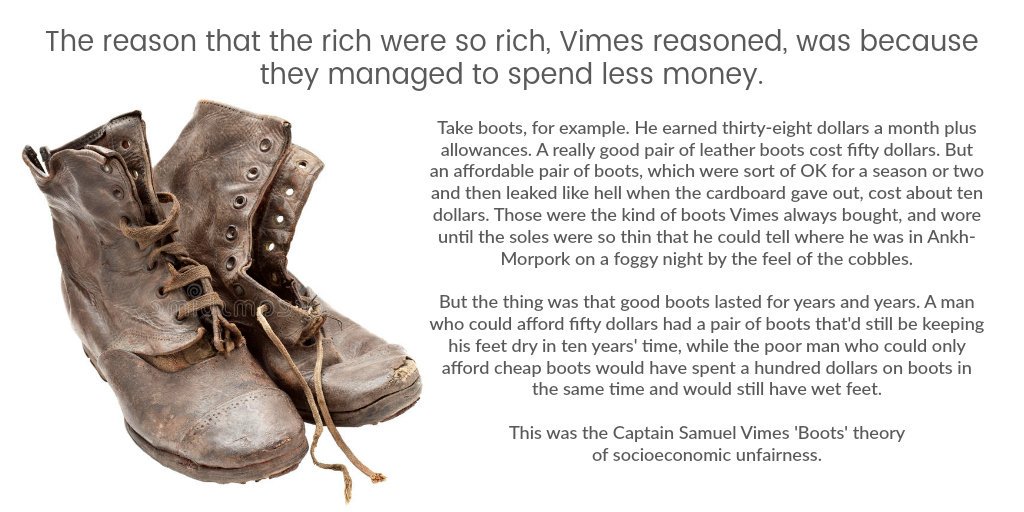 The reason that the rich were so rich, Vimes reasoned, was because
they managed to spend less money.
Take boots, for example. He earned thirty-eight dollars a month plus
allowances. A really good pair of leather boots cost fifty dollars. But
an affordable pair of boots, which were sort of OK for a season or two
and then leaked like hell when the cardboard gave out, cost about ten
dollars. Those were the kind of boots Vimes always bought, and wore
until the soles were so thin that he could tell where he was in Ankh-
Morpork on a foggy night by the feel of the cobbles.
But the thing was that good boots lasted for years and years. A man
who could afford fifty dollars had a pair of boots that'd still be keeping
his feet dry in ten years' time, while the poor man who could only
afford cheap boots would have spent a hundred dollars on boots in
the same time and would still have wet feet.
This was the Captain Samuel Vimes 'Boots' theory
of socioeconomic unfairness.